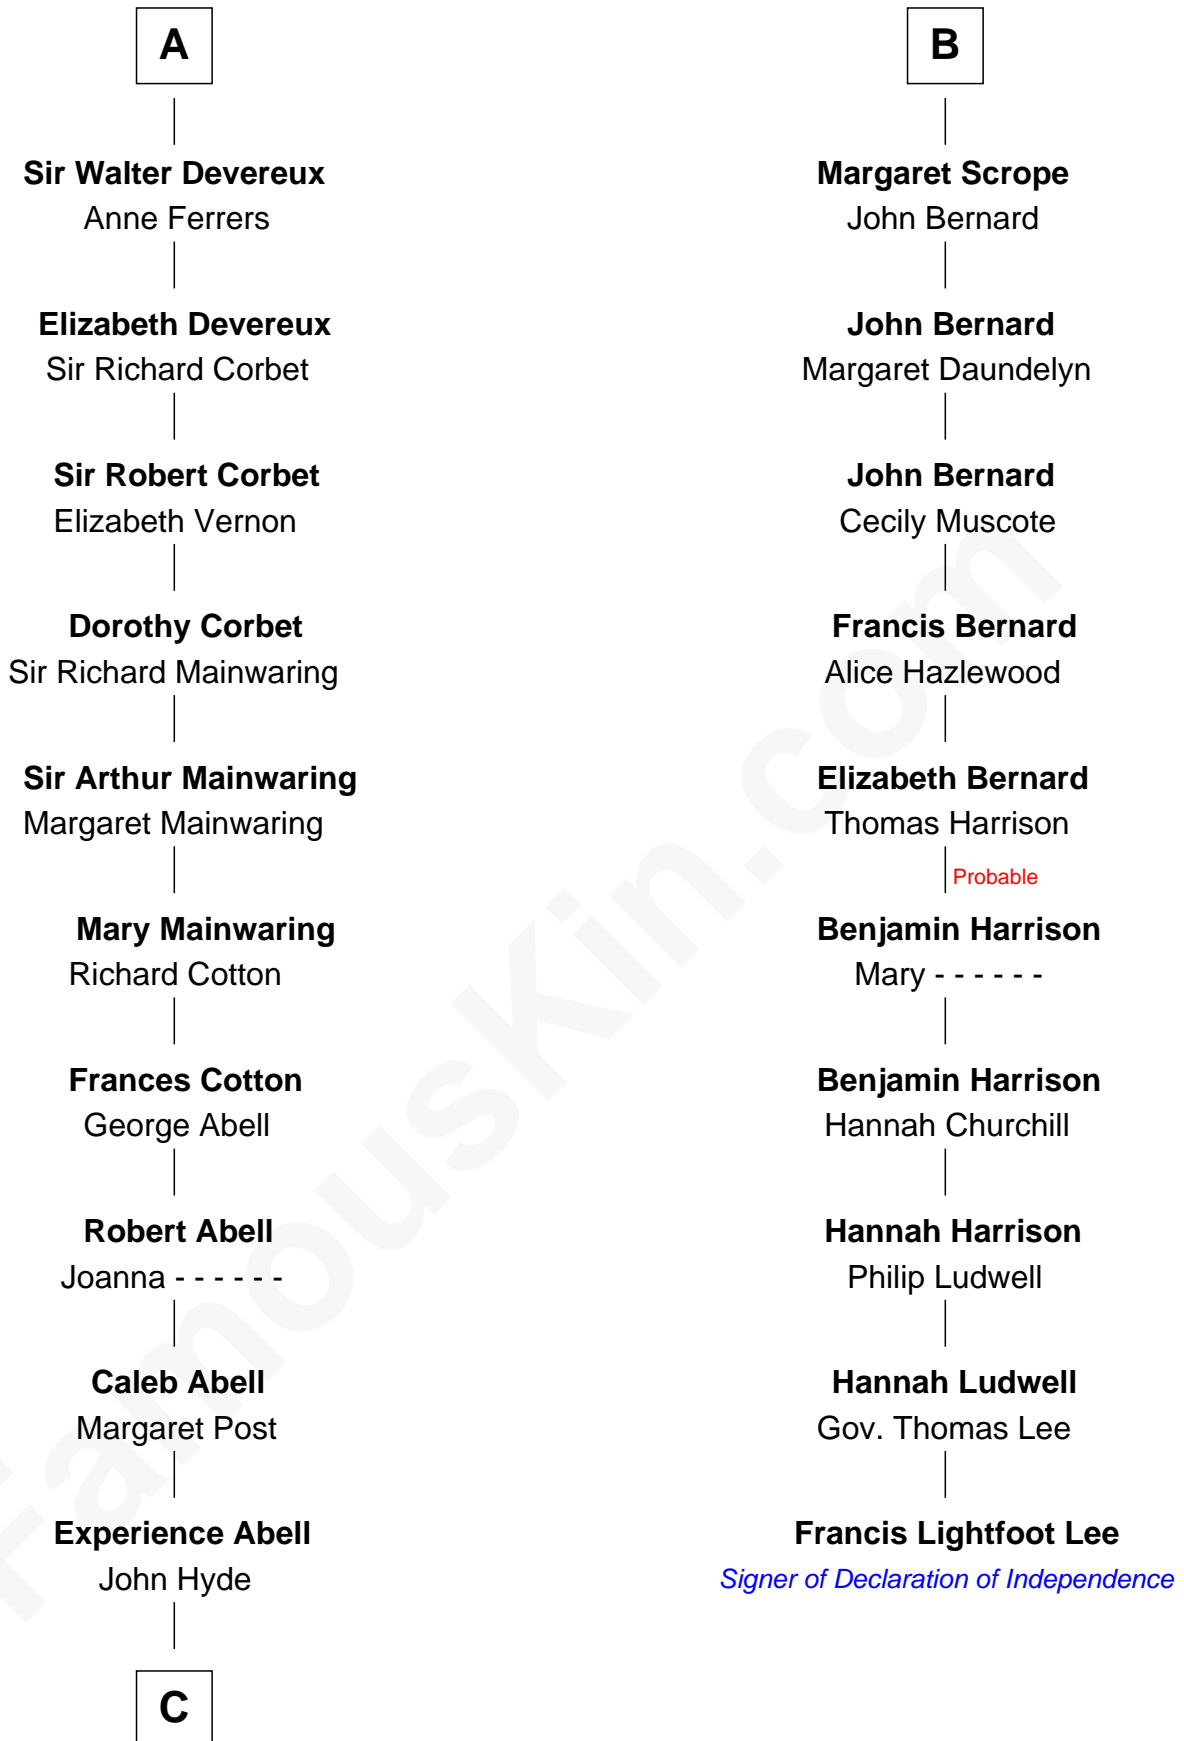 A
Sir Walter Devereux
Anne Ferrers
Elizabeth Devereux
Sir Richard Corbet
Sir Robert Corbet
Elizabeth Vernon
Dorothy Corbet
Sir Richard Mainwaring
Sir Arthur Mainwaring
Margaret Mainwaring
Mary Mainwaring
Richard Cotton
Frances Cotton
George Abell
Robert Abell
Joanna - - - - - -
Caleb Abell
Margaret Post
Experience Abell
John Hyde
C
B
Margaret Scrope
John Bernard
John Bernard
Margaret Daundelyn
John Bernard
Cecily Muscote
Francis Bernard
Alice Hazlewood
Elizabeth Bernard
Thomas Harrison
Probable
Benjamin Harrison
Mary - - - - - -
Benjamin Harrison
Hannah Churchill
Hannah Harrison
Philip Ludwell
Hannah Ludwell
Gov. Thomas Lee
Francis Lightfoot Lee
Signer of Declaration of Independence
FamousKin.com